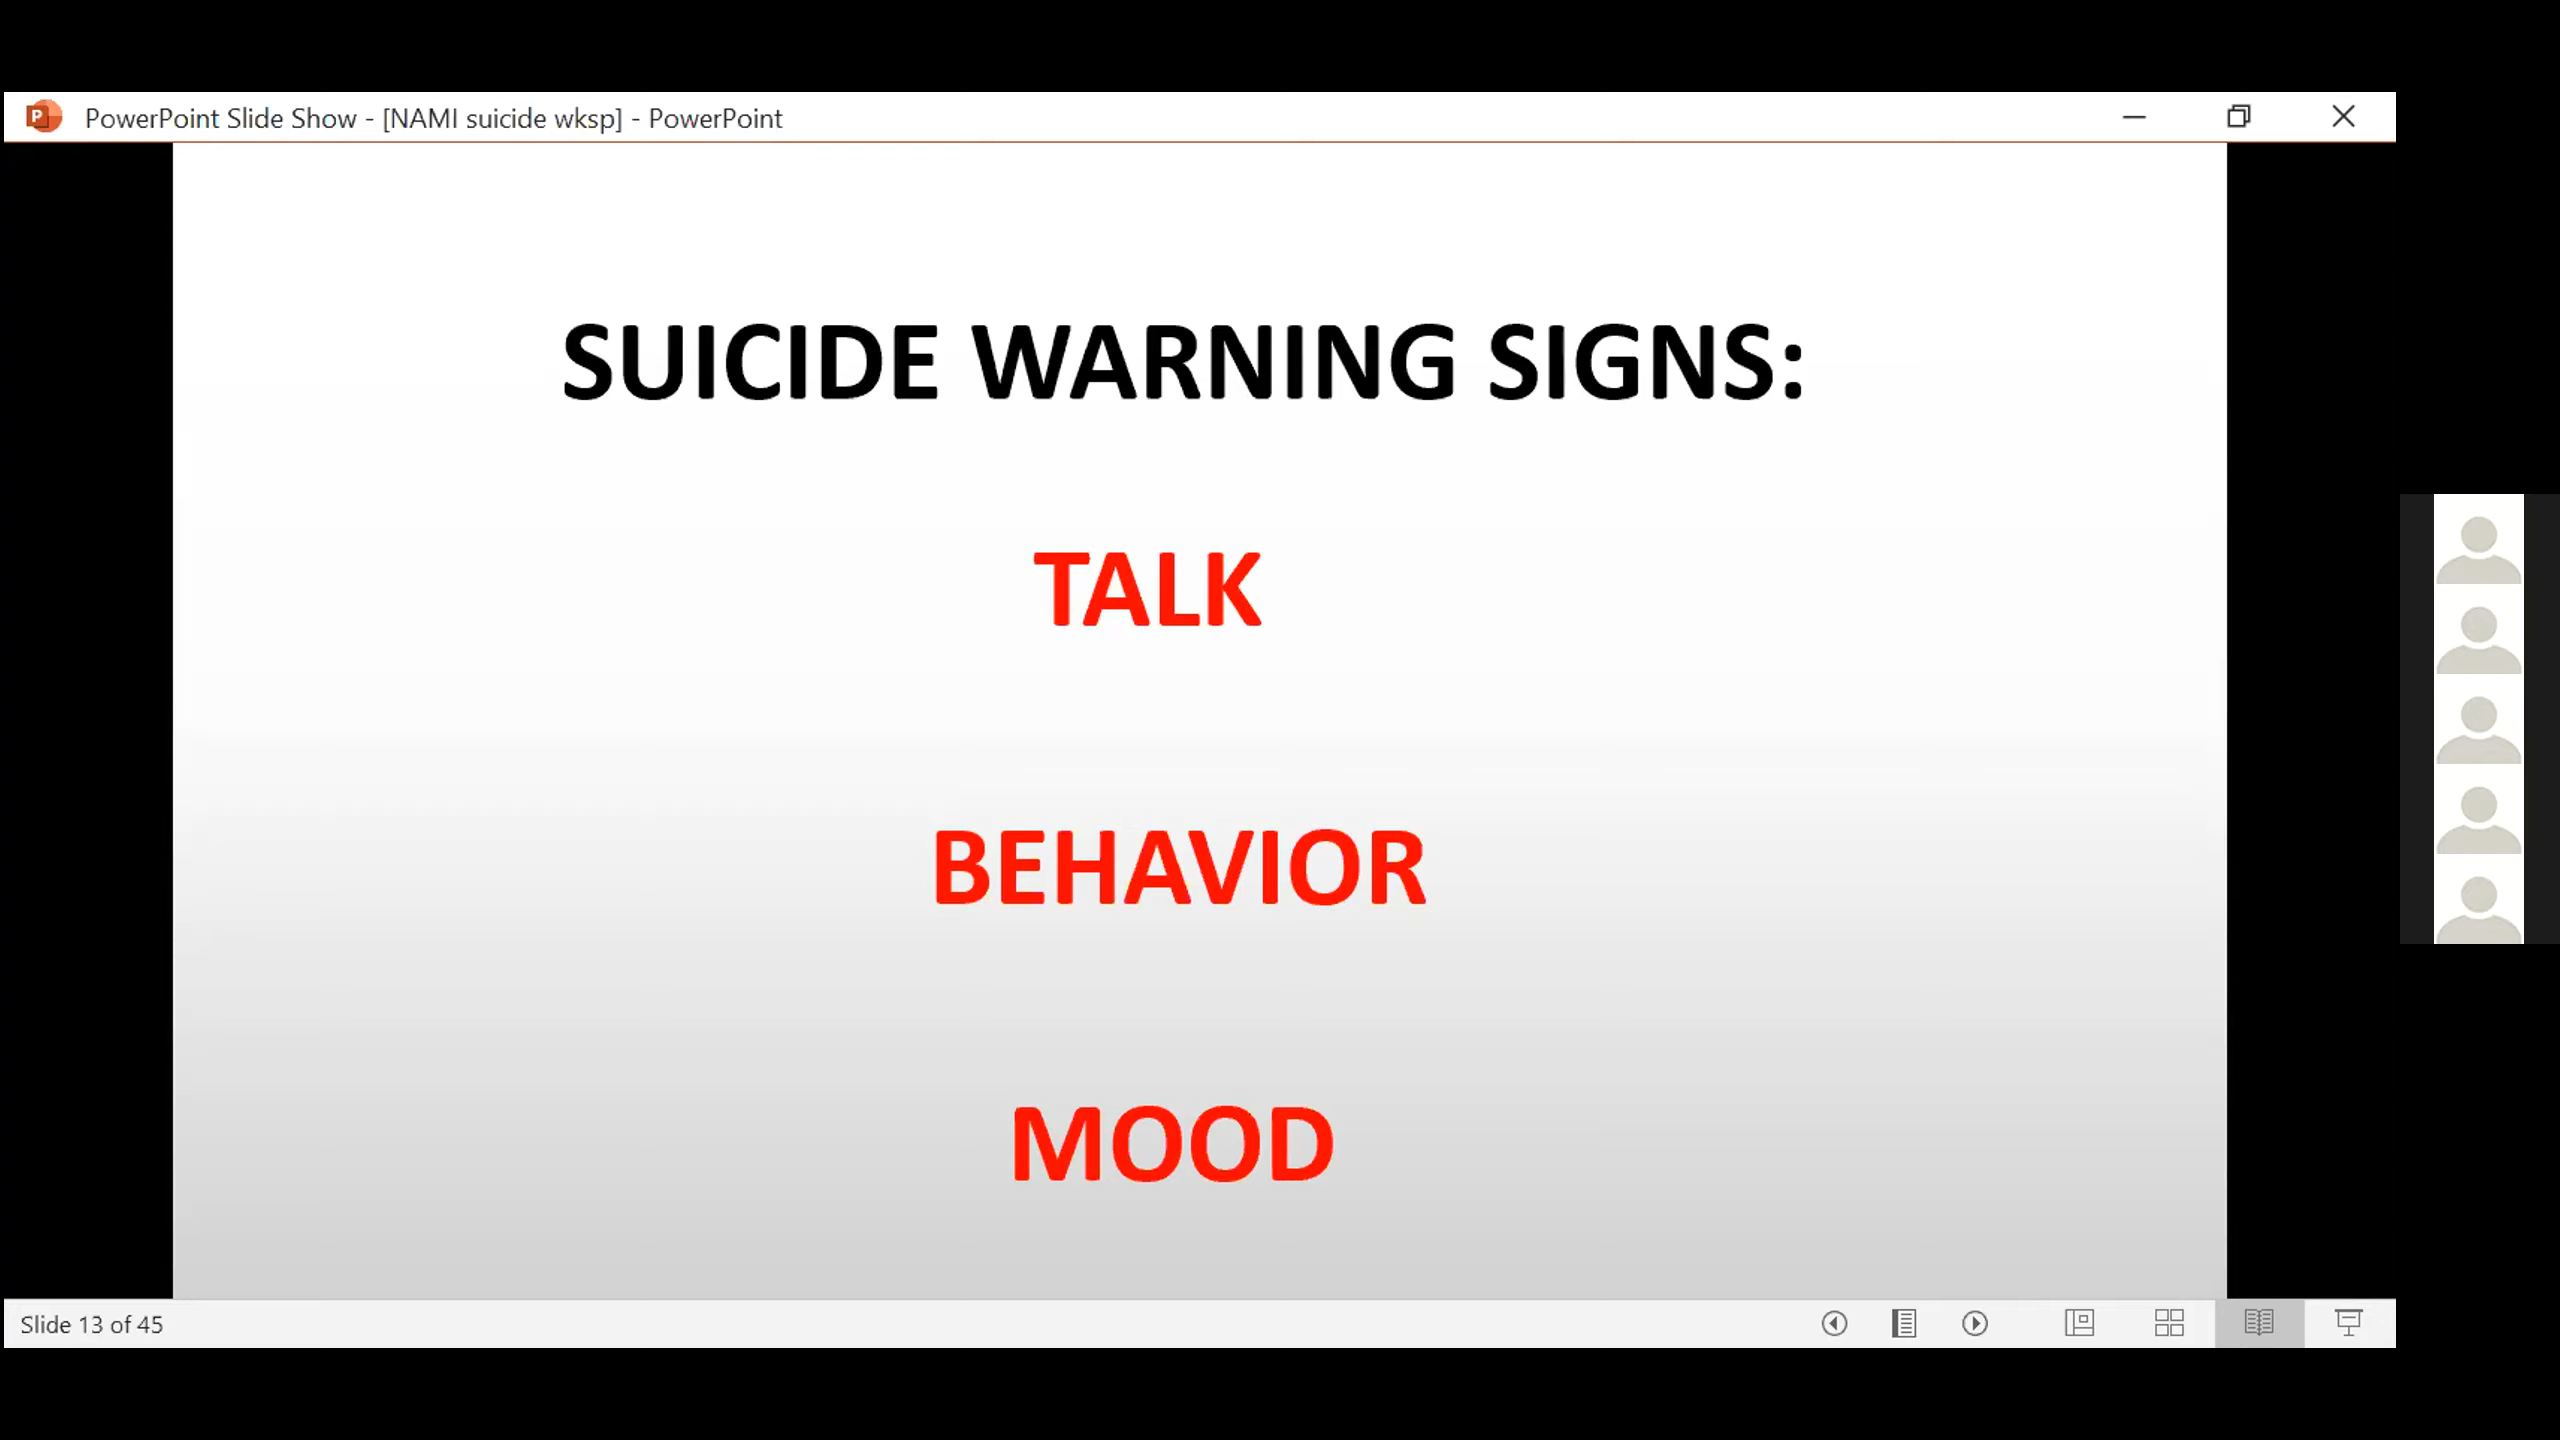 PowerPoint Slide Show - [NAMI suicide wksp] - PowerPoint
SUICIDE WARNING SIGNS:
TALK
BEHAVIOR
MOOD
Slide 13 of 45